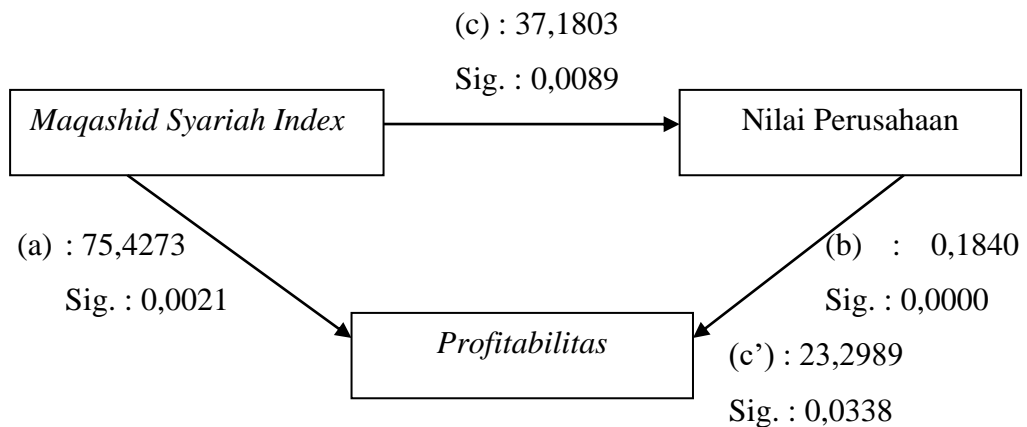 (c) : 37,1803
Sig. : 0,0089
Maqashid Syariah Index
Nilai Perusahaan
(a) : 75,4273
Sig. : 0,0021
(b) : 0,1840
Sig. : 0,0000
Profitabilitas
(c’) : 23,2989
Sig. : 0,0338